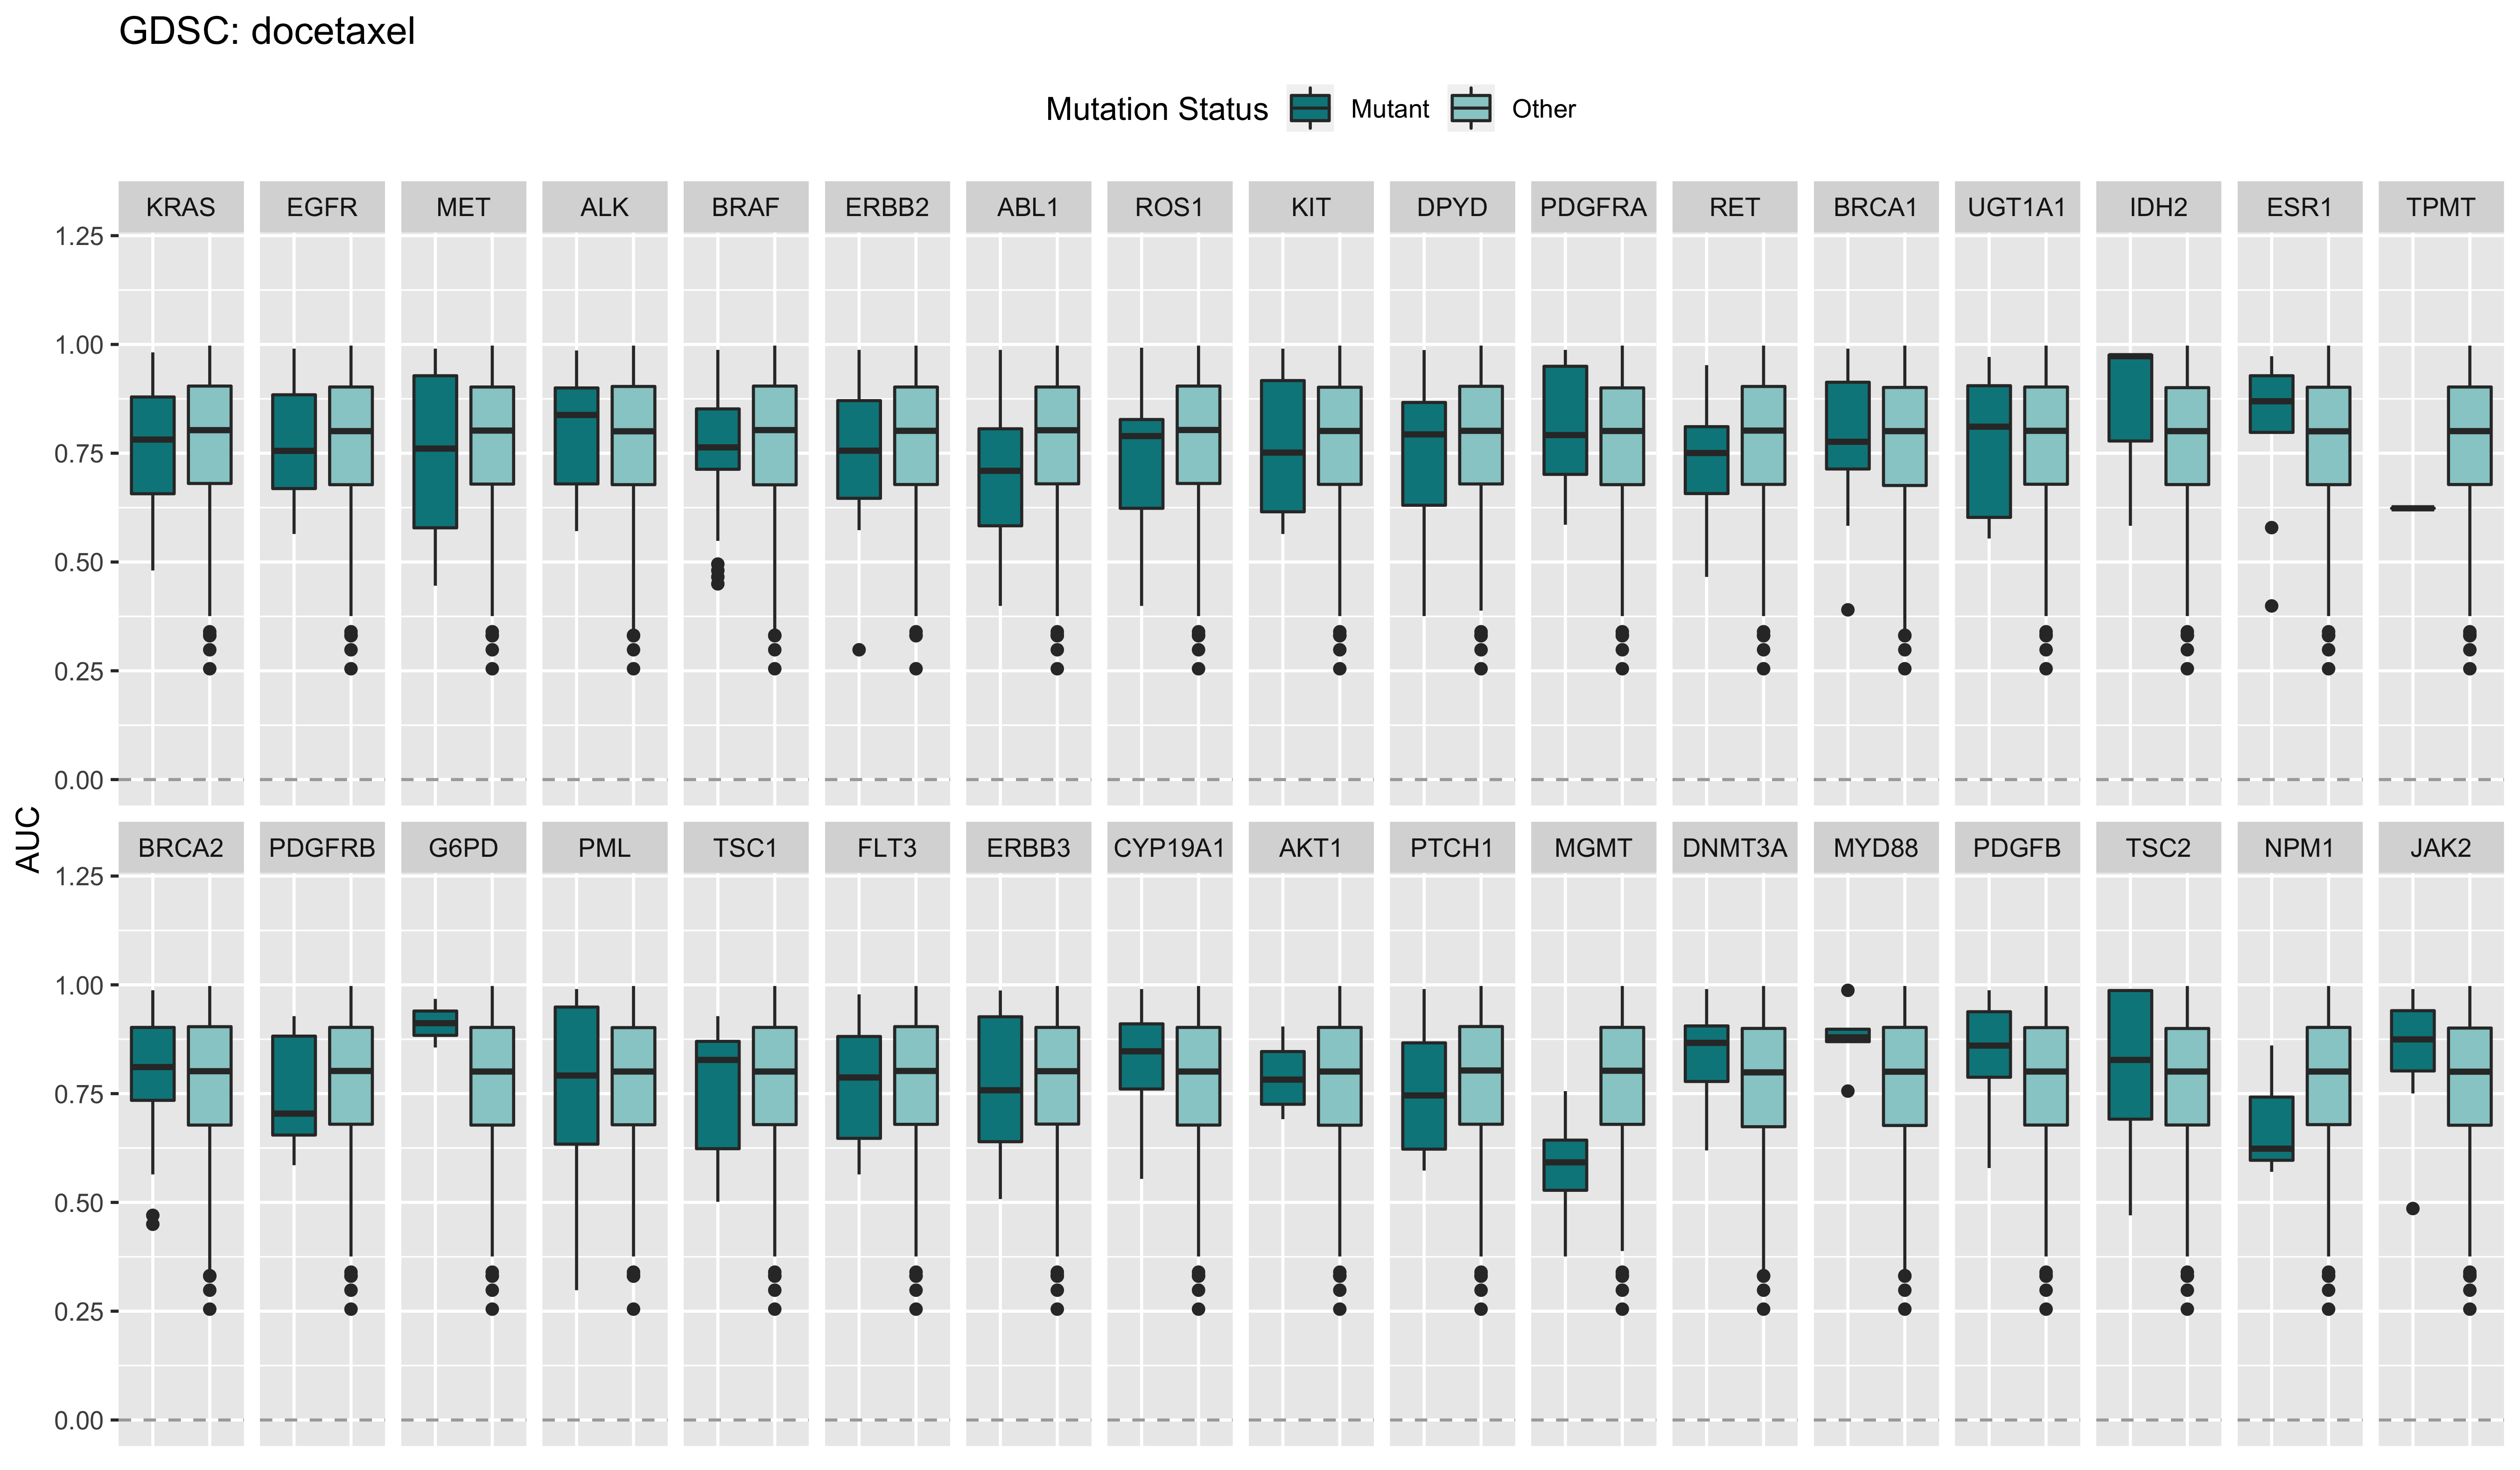 GDSC: docetaxel
Mutation Status Mutant Other
KRAS EGFR MET ALK BRAF ERBB2 ABL1 ROS1 KIT DPYD PDGFRA RET BRCA1 UGT1A1 IDH2 ESR1 TPMT
1.25
1.00
0.75
0.50
0.25
0.00
AUC
BRCA2 PDGFRB G6PD PML TSC1 FLT3 ERBB3 CYP19A1 AKT1 PTCH1 MGMT DNMT3A MYD88 PDGFB TSC2 NPM1 JAK2
1.25
1.00
0.75
0.50
0.25
0.00